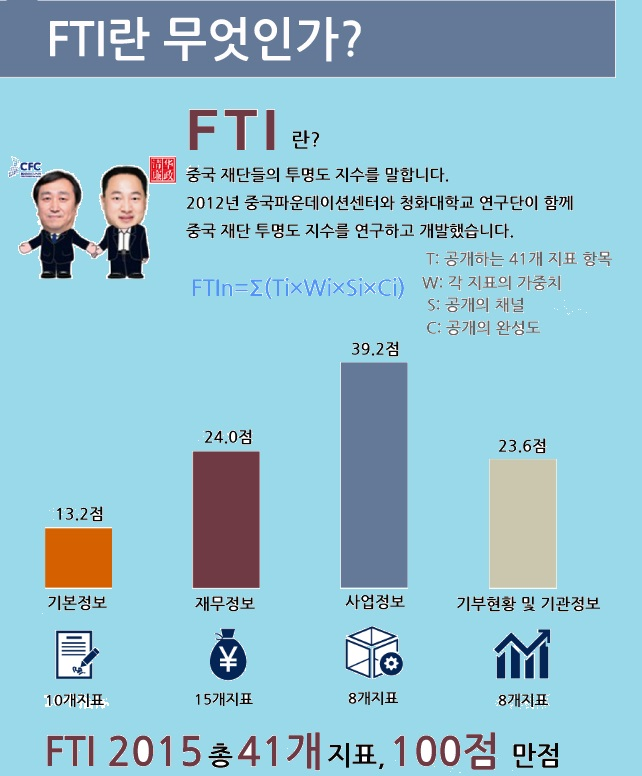 FTI란 무엇인가?
FTI 란?
중국 재단들의 투명도 지수를 말합니다.
2012년 중국파운데이션센터와 청화대학교 연구단이 함께
중국 재단 투명도 지수를 연구하고 개발했습니다.
CFC
FTIn=Σ(Ti×Wi×Si×Ci)
T: 공개하는 41개 지표 항목
W: 각 지표의 가중치
S: 공개의 채널
C: 공개의 완성도
13.2점
24.0점
39.2점
23.6점
기본정보
재무정보
사업정보
기부현황 및 기관정보
10개지표
15개지표
8개지표
8개지표
FTI 2015 총 41개 지표, 100점 만점